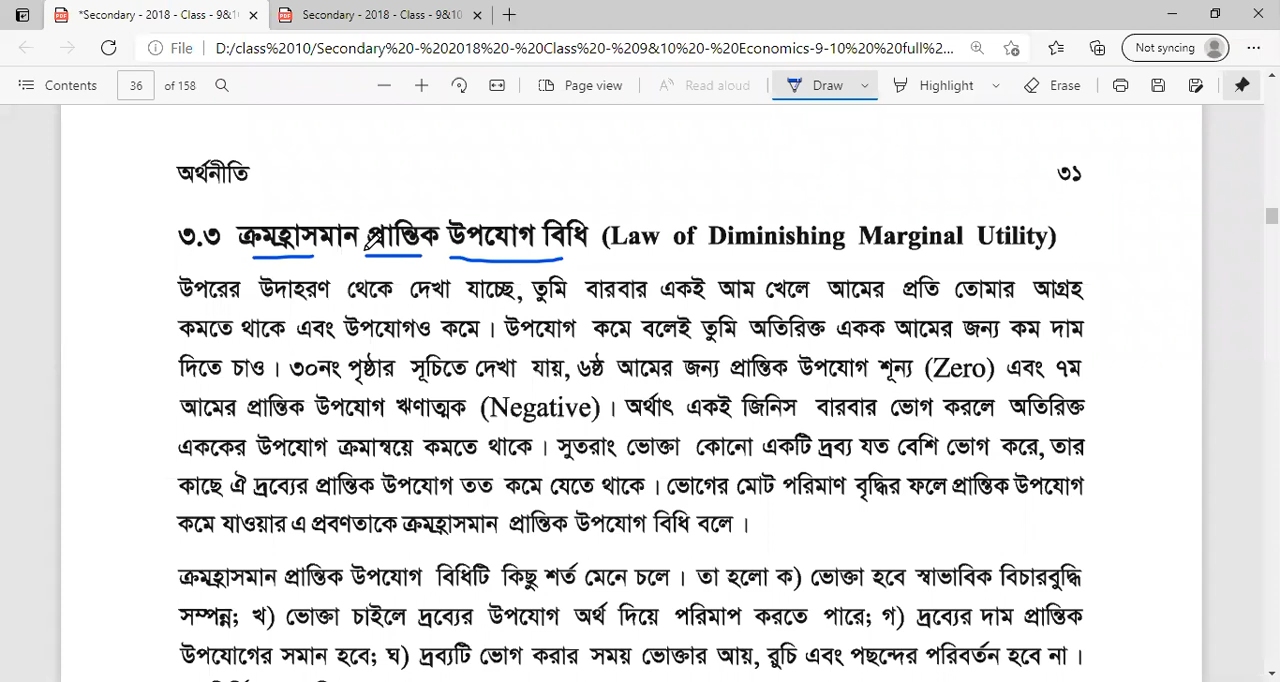 *Secondary - 2018 - Class - 9&1
Secondary - 2018 - Class - 9&10
File
D:/class%2010/Secondary%20-%202018%20-%20Class%20-%209&10%20-%20Economics-9-10%20%20full%2...
Not syncing
Contents
36 of 158
Page view
Read aloud
Draw
Highlight
Erase
অর্থনীতি ৩১
৩.৩ ক্রমহ্রাসমান প্রান্তিক উপযোগ বিধি (Law of Diminishing Marginal Utility)
উপরের উদাহরণ থেকে দেখা যাচ্ছে, তুমি বারবার একই আম খেলে আমের প্রতি তোমার আগ্রহ
কমতে থাকে এবং উপযোগও কমে। উপযোগ কমে বলেই তুমি অতিরিক্ত একক আমের জন্য কম দাম
দিতে চাও। ৩০নং পৃষ্ঠার সূচিতে দেখা যায়, ৬ষ্ঠ আমের জন্য প্রান্তিক উপযোগ শূন্য (Zero) এবং ৭ম
আমের প্রান্তিক উপযোগ ঋণাত্মক (Negative)। অর্থাৎ একই জিনিস বারবার ভোগ করলে অতিরিক্ত
এককের উপযোগ ক্রমান্বয়ে কমতে থাকে। সুতরাং ভোক্তা কোনো একটি দ্রব্য যত বেশি ভোগ করে, তার
কাছে ঐ দ্রব্যের প্রান্তিক উপযোগ তত কমে যেতে থাকে। ভোগের মোট পরিমাণ বৃদ্ধির ফলে প্রান্তিক উপযোগ
কমে যাওয়ার এ প্রবণতাকে ক্রমহ্রাসমান প্রান্তিক উপযোগ বিধি বলে।
ক্রমহ্রাসমান প্রান্তিক উপযোগ বিধিটি কিছু শর্ত মেনে চলে। তা হলো ক) ভোক্তা হবে স্বাভাবিক বিচারবুদ্ধি
সম্পন্ন; খ) ভোক্তা চাইলে দ্রব্যের উপযোগ অর্থ দিয়ে পরিমাপ করতে পারে; গ) দ্রব্যের দাম প্রান্তিক
উপযোগের সমান হবে; ঘ) দ্রব্যটি ভোগ করার সময় ভোক্তার আয়, রুচি এবং পছন্দের পরিবর্তন হবে না।